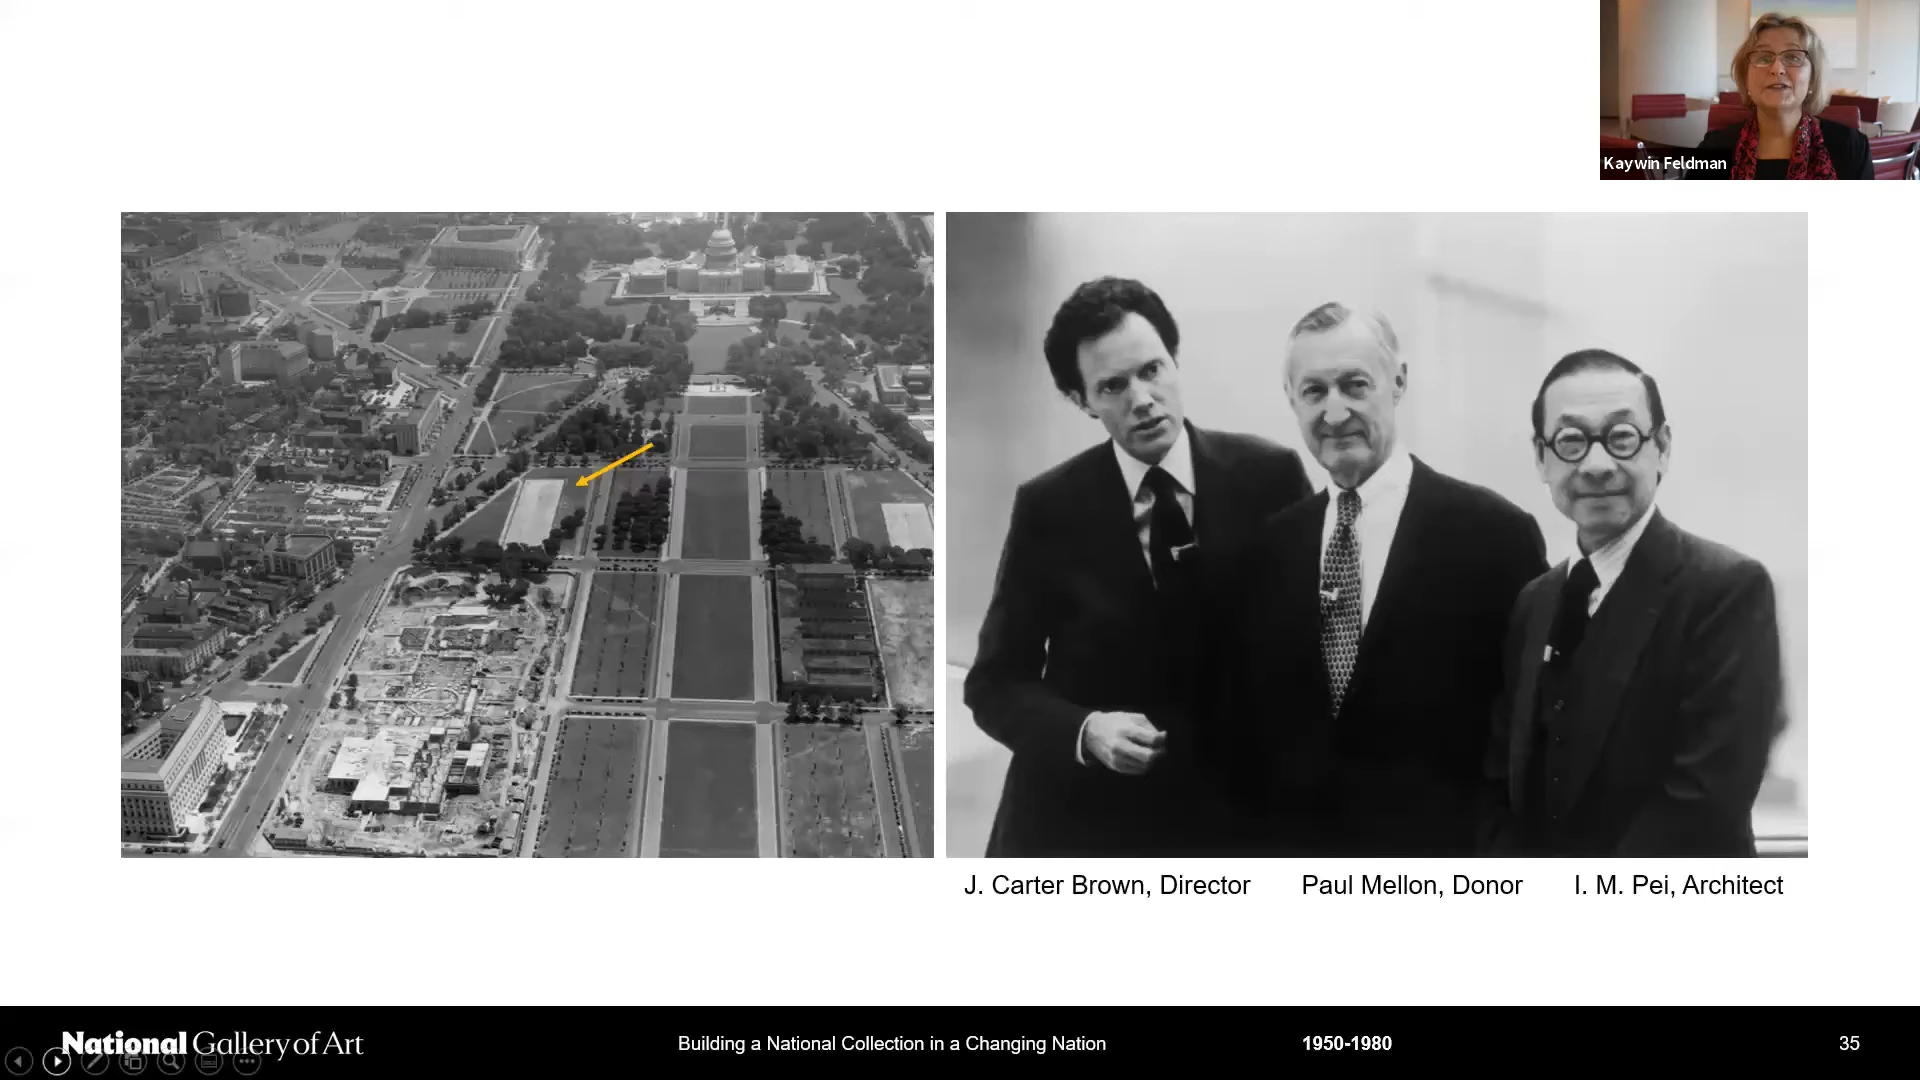 Kaywin Feldman
J. Carter Brown, Director
Paul Mellon, Donor
I. M. Pei, Architect
National Gallery of Art
Building a National Collection in a Changing Nation
1950-1980
35